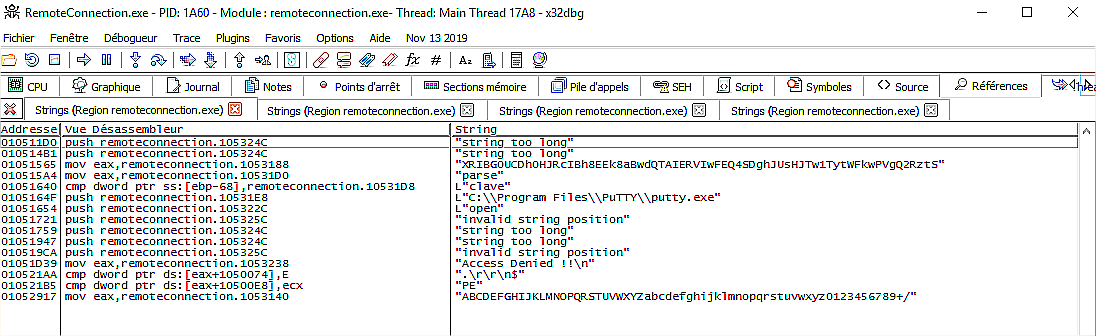 RemoteConnection.exe - PID: 1A60 - Module : remoteconnection.exe- Thread: Main Thread 17A8 - x32dbg
Fichier Fenêtre Débogueur Trace Plugins Favoris Options Aide Nov 13 2019
CPU Graphique Journal Notes Points d'arrêt Sections mémoire Pile d'appels SEH Script Symboles Source Références
Strings (Region remoteconnection.exe) Strings (Region remoteconnection.exe) Strings (Region remoteconnection.exe) Strings (Region remoteconnection.exe)
Addresse Vue Désassembleur String
010511D0 push remoteconnection.105324C "string too long"
010514B1 push remoteconnection.105324C "string too long"
01051565 mov eax,remoteconnection.1053188 "XRIBG0UCDh0HJRcIBh8EEk8aBwdQTAIERVIwFEQ4SDghJUsHJTw1TytWFkwPVgQ2RztS"
010515A4 mov eax,remoteconnection.10531D0 "parse"
01051640 cmp dword ptr ss:[ebp-68],remoteconnection.10531D8 L"clave"
0105164F push remoteconnection.10531E8 L"C:\\Program Files\\PuTTY\\putty.exe"
01051654 push remoteconnection.105322C L"open"
01051721 push remoteconnection.105325C "invalid string position"
01051759 push remoteconnection.105324C "string too long"
01051947 push remoteconnection.105324C "string too long"
010519CA push remoteconnection.105325C "invalid string position"
01051D39 mov eax,remoteconnection.1053238 "Access Denied !!\n"
010521AA cmp dword ptr ds:[eax+1050074],E ".\r\r\n$"
010521B5 cmp dword ptr ds:[eax+10500E8],ecx "PE"
01052917 mov eax,remoteconnection.1053140 "ABCDEFGHIJKLMNOPQRSTUVWXYZabcdefghijklmnopqrstuvwxyz0123456789+/"